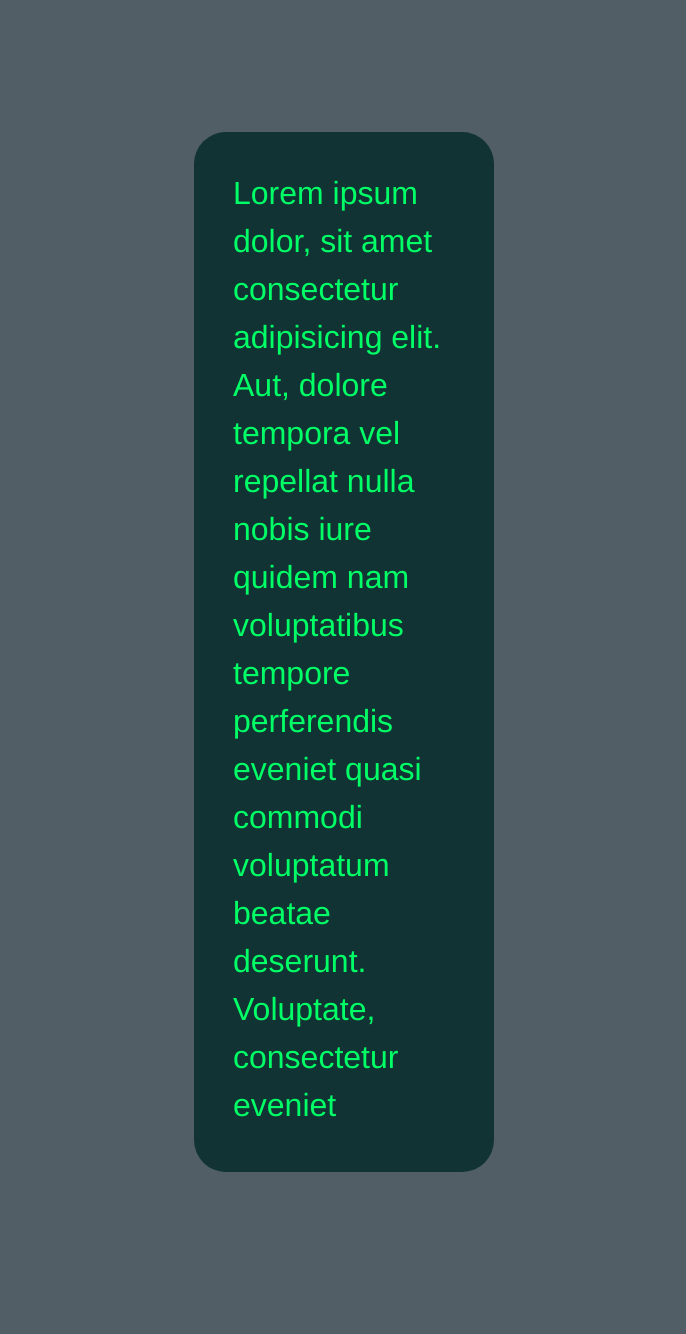 Lorem ipsum
dolor, sit amet
consectetur
adipisicing elit.
Aut, dolore
tempora vel
repellat nulla
nobis iure
quidem nam
voluptatibus
tempore
perferendis
eveniet quasi
commodi
voluptatum
beatae
deserunt.
Voluptate,
consectetur
eveniet